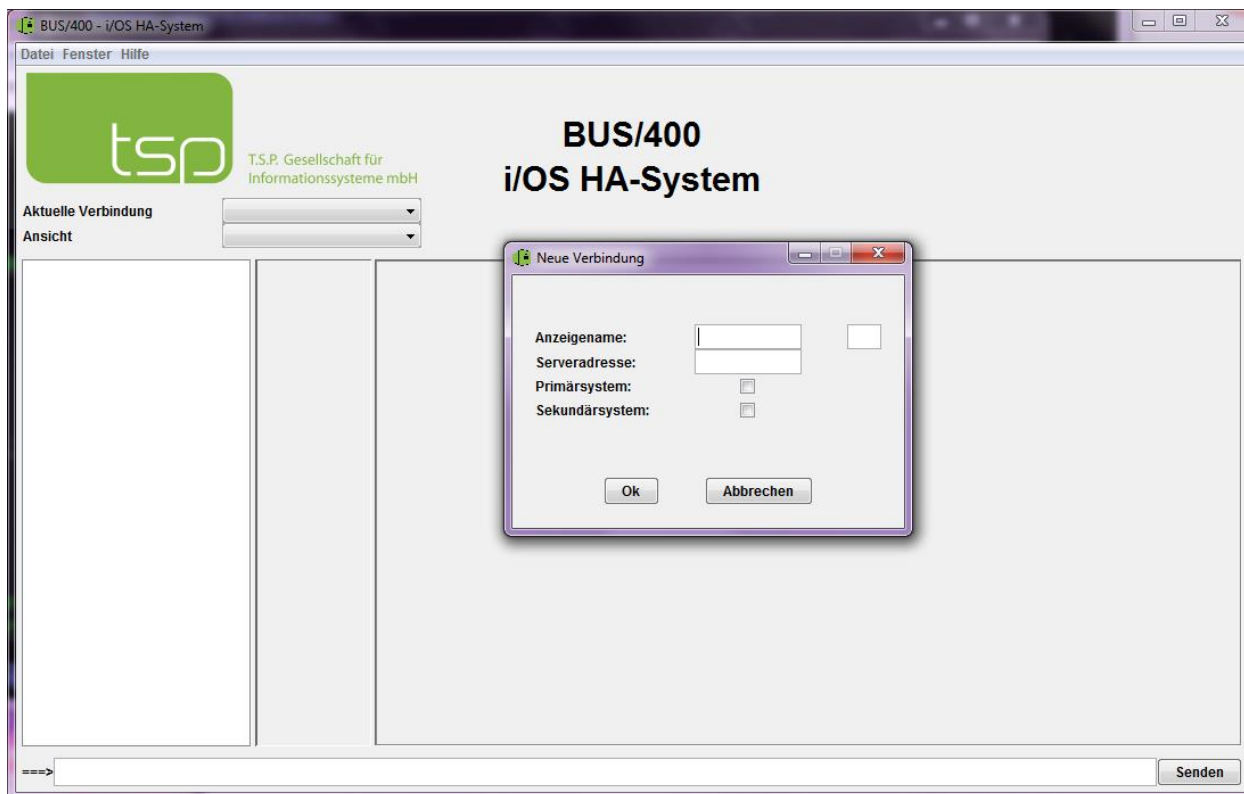 BUS/400 - i/OS HA-System
Datei Fenster Hilfe
tsp
T.S.P. Gesellschaft für
Informationssysteme mbH
BUS/400
i/OS HA-System
Aktuelle Verbindung
Ansicht
Neue Verbindung
Anzeigename:
Serveradresse:
Primärsystem:
Sekundärsystem:
Ok Abbrechen
===> Senden